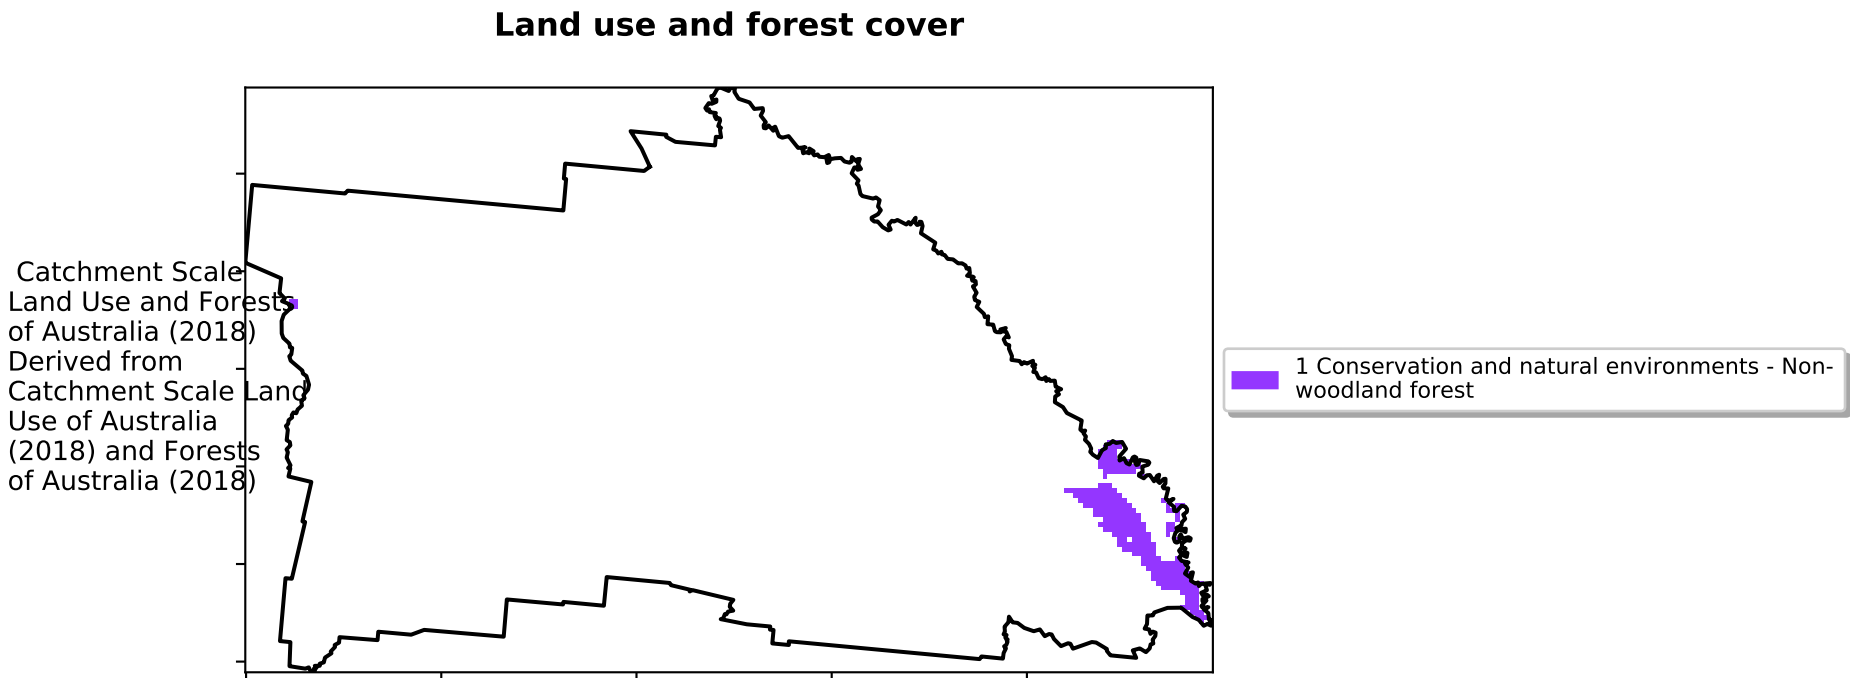 Land use and forest cover
Catchment Scale
Land Use and Forests
of Australia (2018)
Derived from
Catchment Scale Land
Use of Australia
(2018) and Forests
of Australia (2018)
1 Conservation and natural environments - Non-
woodland forest